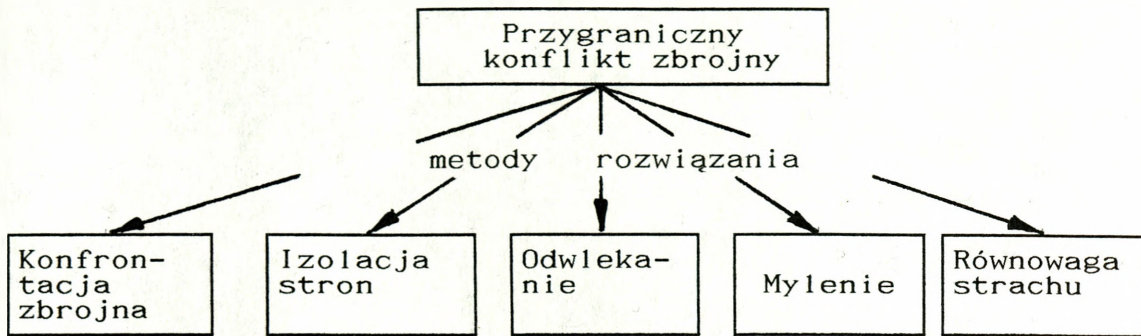 Przygraniczny
konflikt zbrojny
metody rozwiązania
Konfron-
tacja
zbrojna
Izolacja
stron
Odwleka-
nie
Mylenie
Równowaga
strachu